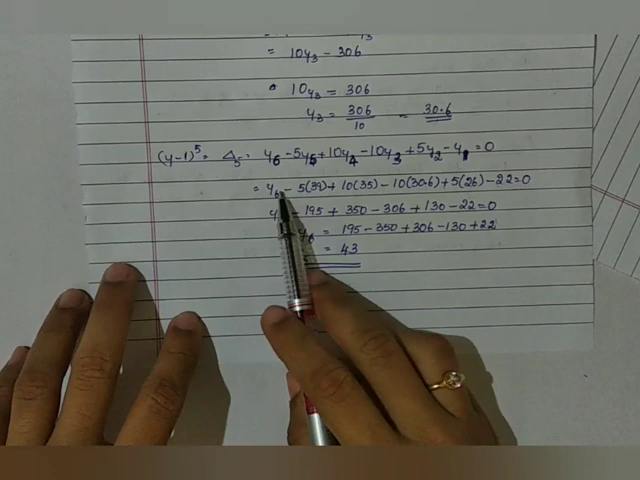 = 10y₃ - 306
10y₃ = 306
y₃ = 306/10 = 30.6
(y-1)⁵ = Δ₅ = y₆ - 5y₅ + 10y₄ - 10y₃ + 5y₂ - y₁ = 0
= y₆ - 5(39) + 10(35) - 10(30.6) + 5(26) - 22 = 0
y - 195 + 350 - 306 + 130 - 22 = 0
y₆ = 195 - 350 + 306 - 130 + 22
= 43